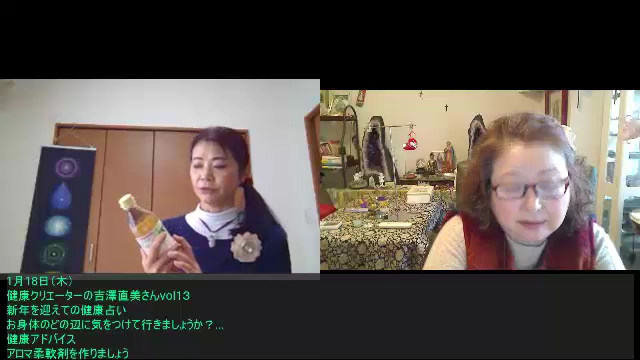 1月18日（木）
健康クリエーターの吉澤直美さんvol13
新年を迎えての健康占い
お身体のどの辺に気をつけて行きましょうか？...
健康アドバイス
アロマ柔軟剤を作りましょう